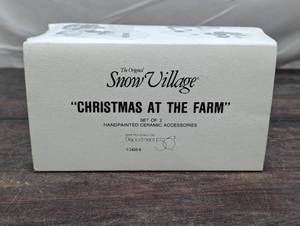 The Original
Snow Village®
"CHRISTMAS AT THE FARM"
SET OF 2
HANDPAINTED CERAMIC ACCESSORIES
Department 56